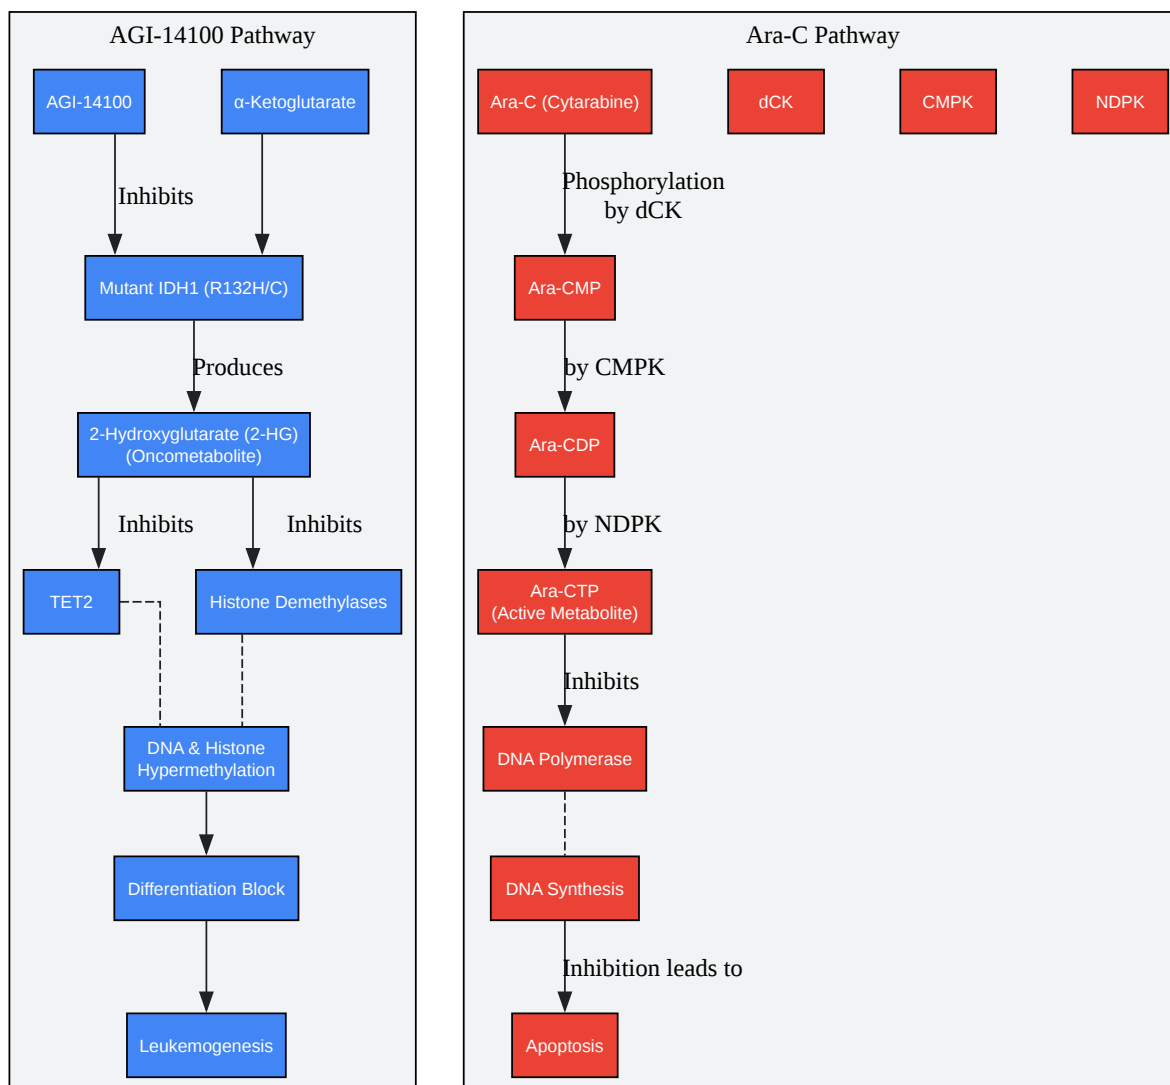 AGI-14100 Pathway
AGI-14100
α-Ketoglutarate
Inhibits
Mutant IDH1 (R132H/C)
Produces
2-Hydroxyglutarate (2-HG)
(Oncometabolite)
Inhibits
Inhibits
TET2
Histone Demethylases
DNA & Histone
Hypermethylation
Differentiation Block
Leukemogenesis
Ara-C Pathway
Ara-C (Cytarabine)
dCK
CMPK
NDPK
Phosphorylation
by dCK
Ara-CMP
by CMPK
Ara-CDP
by NDPK
Ara-CTP
(Active Metabolite)
Inhibits
DNA Polymerase
DNA Synthesis
Inhibition leads to
Apoptosis